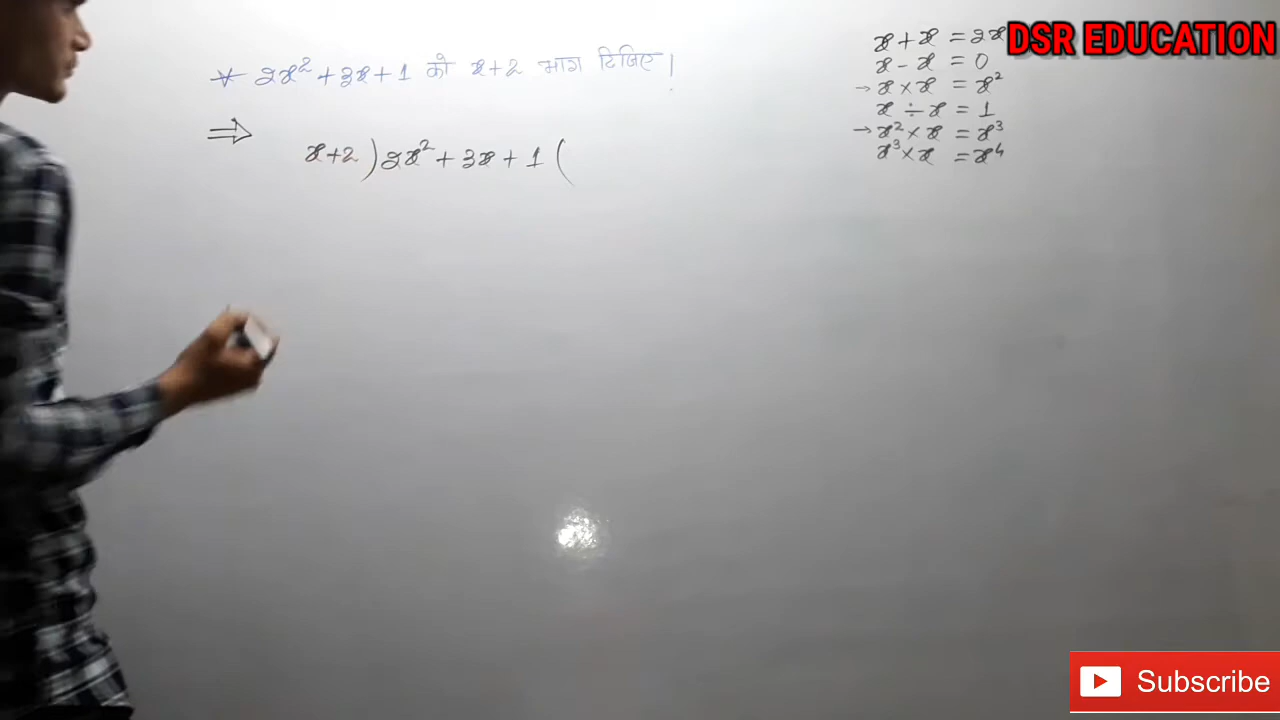 * 2x² + 3x + 1 को x+2 भाग दिजिए।
⇒ x+2 ) 2x² + 3x + 1 (
x + x = 2x
x - x = 0
→ x × x = x²
x ÷ x = 1
→ x² × x = x³
x³ × x = x⁴
DSR EDUCATION
Subscribe